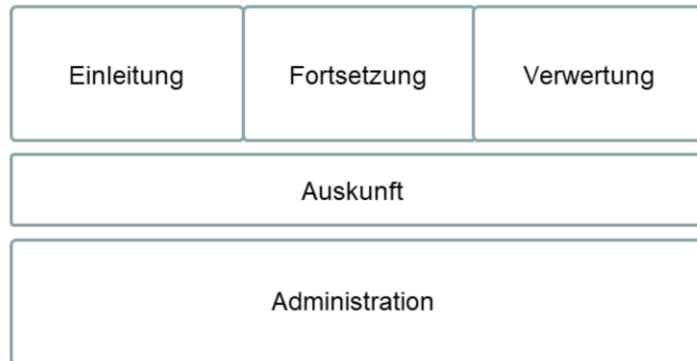 Einleitung
Fortsetzung
Verwertung
Auskunft
Administration